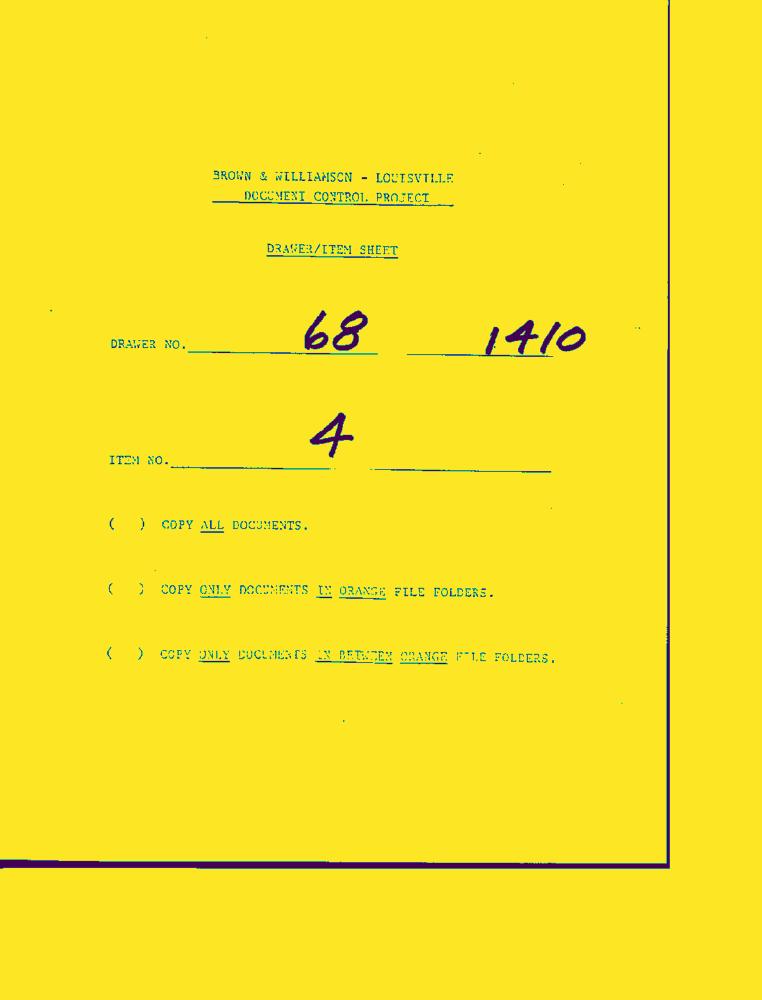 BROWN & WILLIAMSON - LOUISVILLE
DOCUMENT CONTROL PROJECT
DRAWER/ITEM SHEET
DRAWER NO. 68 1410
ITEM NO. 4
( ) COPY ALL DOCUMENTS.
( ) COPY ONLY DOCUMENTS IN ORANGE FILE FOLDERS.
( ) COPY ONLY DOCUMENTS IN BETWEEN ORANGE FILE FOLDERS.